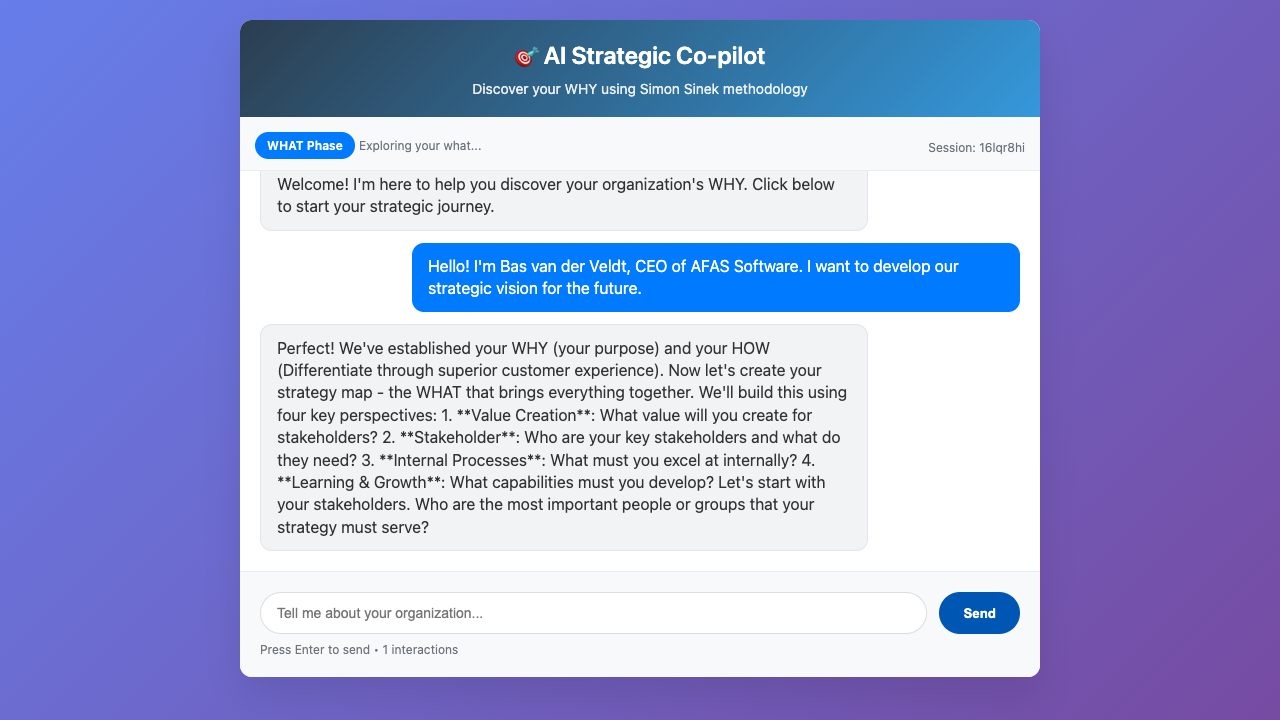 🎯 AI Strategic Co-pilot
Discover your WHY using Simon Sinek methodology
WHAT Phase Exploring your what...
Session: 16lqr8hi
Welcome! I'm here to help you discover your organization's WHY. Click below
to start your strategic journey.
Hello! I'm Bas van der Veldt, CEO of AFAS Software. I want to develop our
strategic vision for the future.
Perfect! We've established your WHY (your purpose) and your HOW
(Differentiate through superior customer experience). Now let's create your
strategy map - the WHAT that brings everything together. We'll build this using
four key perspectives: 1. **Value Creation**: What value will you create for
stakeholders? 2. **Stakeholder**: Who are your key stakeholders and what do
they need? 3. **Internal Processes**: What must you excel at internally? 4.
**Learning & Growth**: What capabilities must you develop? Let's start with
your stakeholders. Who are the most important people or groups that your
strategy must serve?
Tell me about your organization...
Send
Press Enter to send • 1 interactions